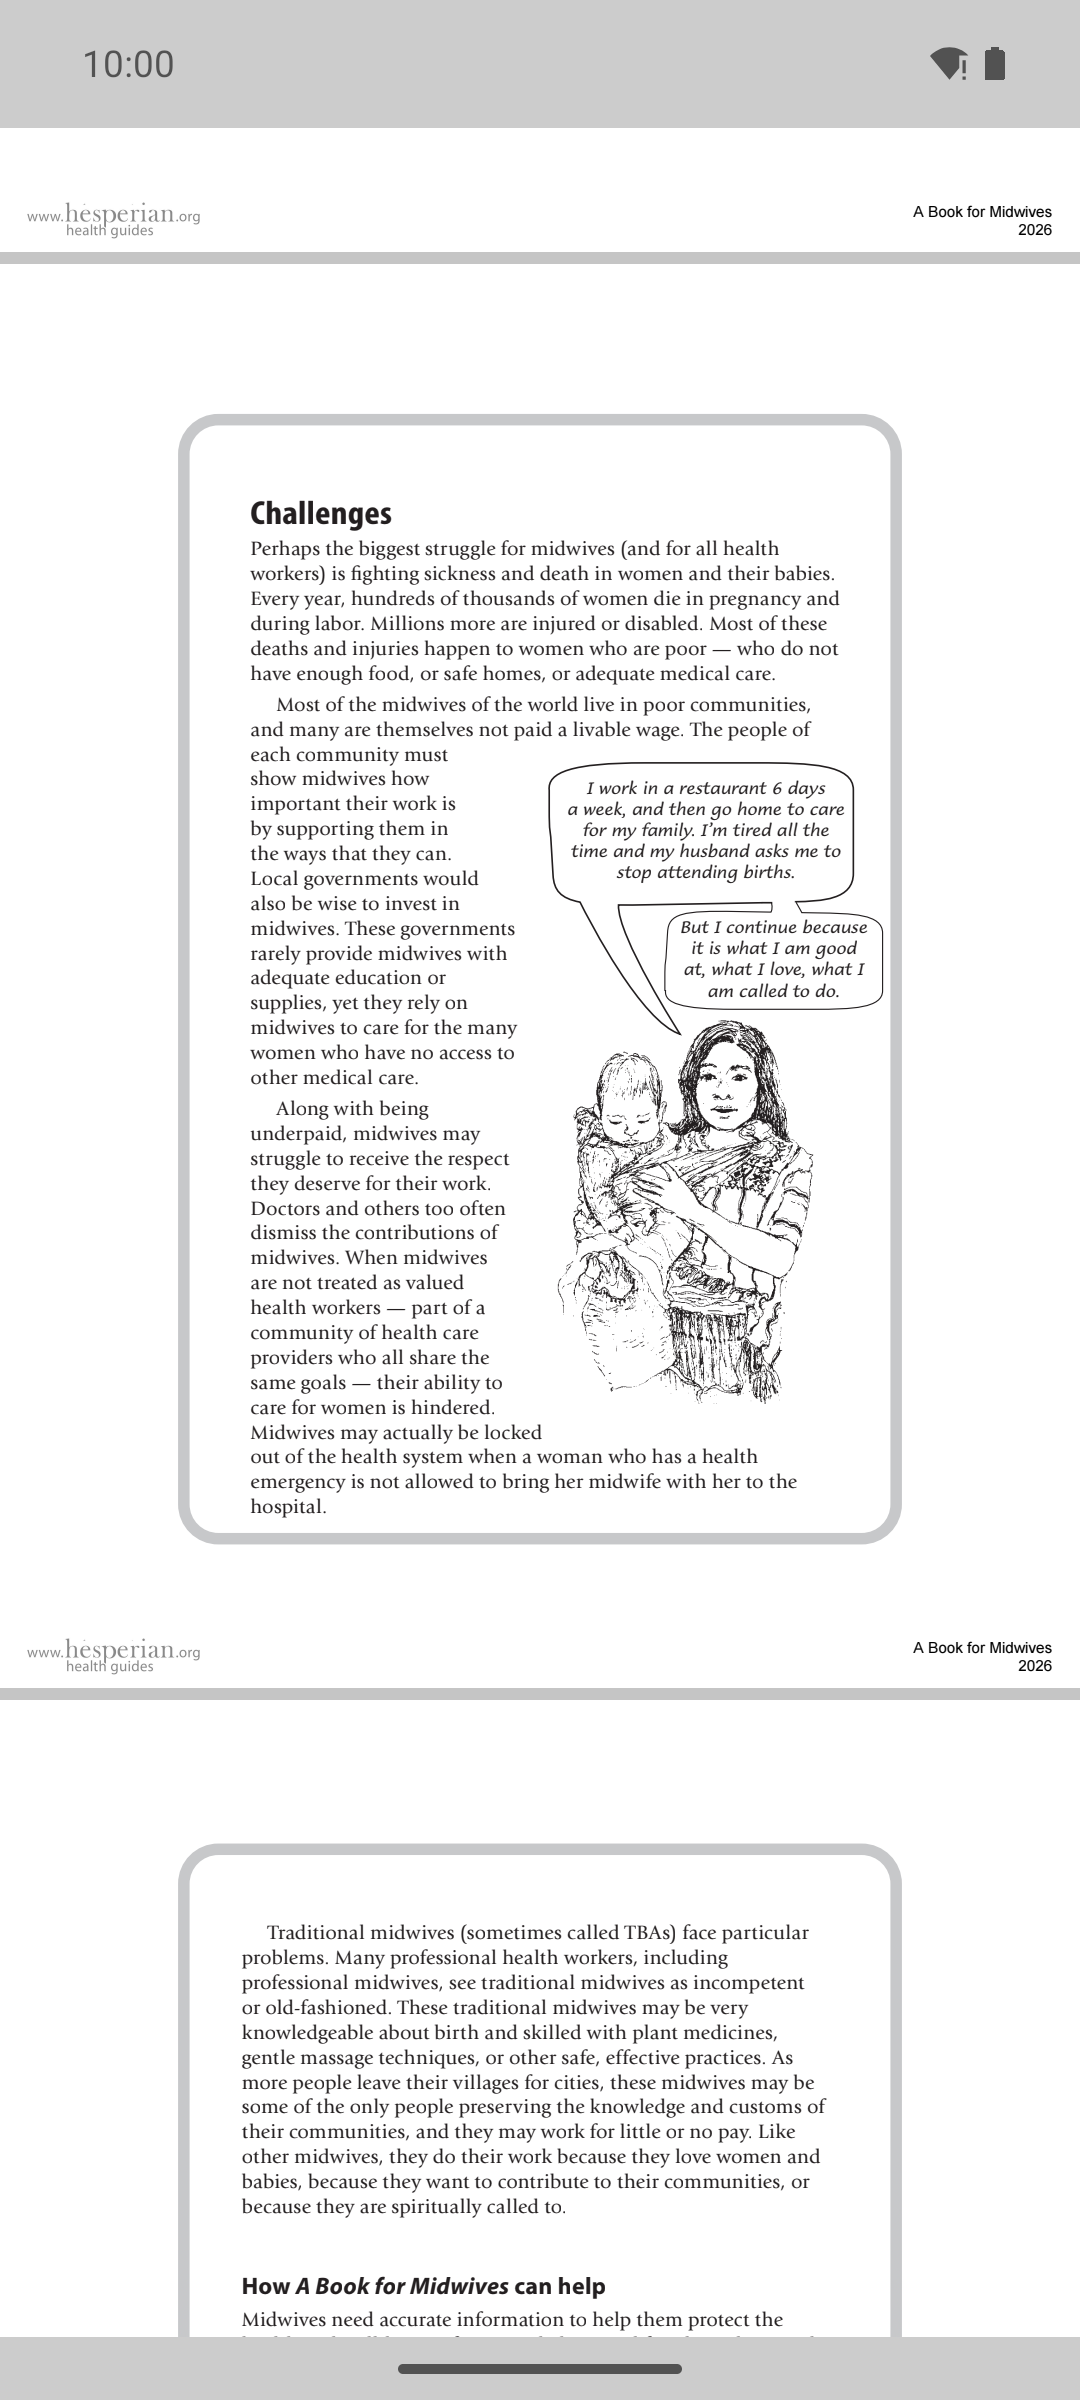 10:00
www.hesperian.org
health guides
A Book for Midwives
2026
Challenges
Perhaps the biggest struggle for midwives (and for all health
workers) is fighting sickness and death in women and their babies.
Every year, hundreds of thousands of women die in pregnancy and
during labor. Millions more are injured or disabled. Most of these
deaths and injuries happen to women who are poor — who do not
have enough food, or safe homes, or adequate medical care.
Most of the midwives of the world live in poor communities,
and many are themselves not paid a livable wage. The people of
each community must
show midwives how
important their work is
by supporting them in
the ways that they can.
Local governments would
also be wise to invest in
midwives. These governments
rarely provide midwives with
adequate education or
supplies, yet they rely on
midwives to care for the many
women who have no access to
other medical care.
I work in a restaurant 6 days
a week, and then go home to care
for my family. I'm tired all the
time and my husband asks me to
stop attending births.
But I continue because
it is what I am good
at, what I love, what I
am called to do.
Along with being
underpaid, midwives may
struggle to receive the respect
they deserve for their work.
Doctors and others too often
dismiss the contributions of
midwives. When midwives
are not treated as valued
health workers — part of a
community of health care
providers who all share the
same goals — their ability to
care for women is hindered.
Midwives may actually be locked
out of the health system when a woman who has a health
emergency is not allowed to bring her midwife with her to the
hospital.
www.hesperian.org
health guides
A Book for Midwives
2026
Traditional midwives (sometimes called TBAs) face particular
problems. Many professional health workers, including
professional midwives, see traditional midwives as incompetent
or old-fashioned. These traditional midwives may be very
knowledgeable about birth and skilled with plant medicines,
gentle massage techniques, or other safe, effective practices. As
more people leave their villages for cities, these midwives may be
some of the only people preserving the knowledge and customs of
their communities, and they may work for little or no pay. Like
other midwives, they do their work because they love women and
babies, because they want to contribute to their communities, or
because they are spiritually called to.
How A Book for Midwives can help
Midwives need accurate information to help them protect the